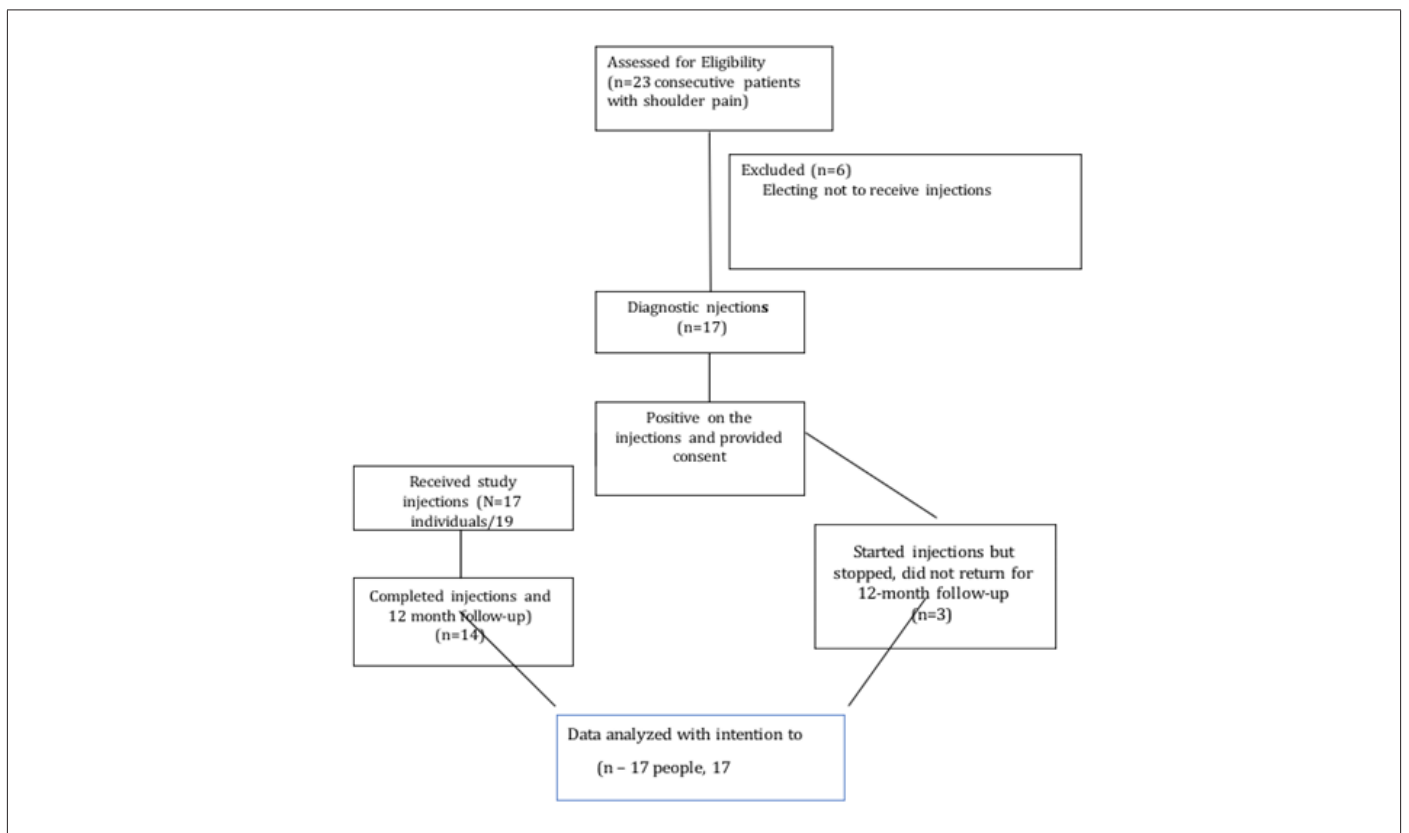 Assessed for Eligibility
(n=23 consecutive patients
with shoulder pain)
Excluded (n=6)
Electing not to receive injections
Diagnostic njections
(n=17)
Positive on the
injections and provided
consent
Received study
injections (N=17
individuals/19
Completed injections and
12 month follow-up)
(n=14)
Started injections but
stopped, did not return for
12-month follow-up
(n=3)
Data analyzed with intention to
(n – 17 people, 17